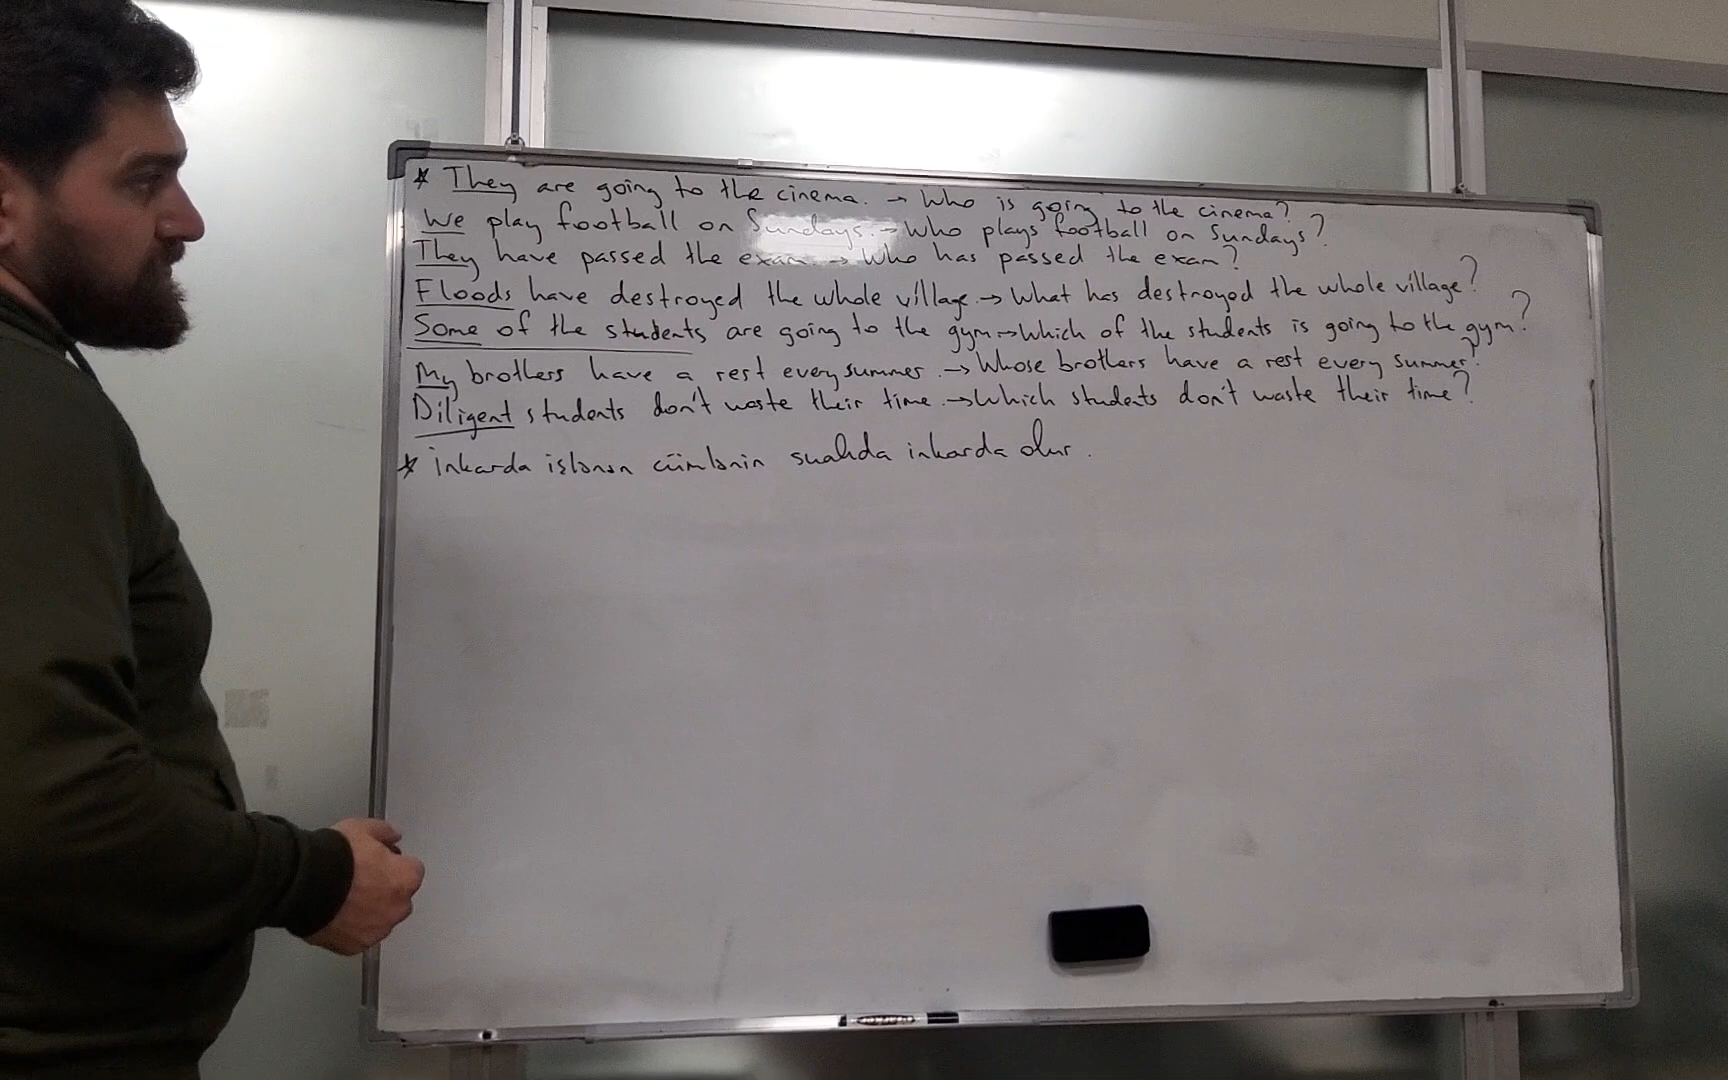 * They are going to the cinema. → Who is going to the cinema?
We play football on Sundays. → Who plays football on Sundays?
They have passed the exam. → Who has passed the exam?
Floods have destroyed the whole village. → What has destroyed the whole village?
Some of the students are going to the gym → Which of the students is going to the gym?
My brothers have a rest every summer. → Whose brothers have a rest every summer?
Diligent students don't waste their time. → Which students don't waste their time?
* İnkarda işlənən cümlənin sualıda inkarda olur.